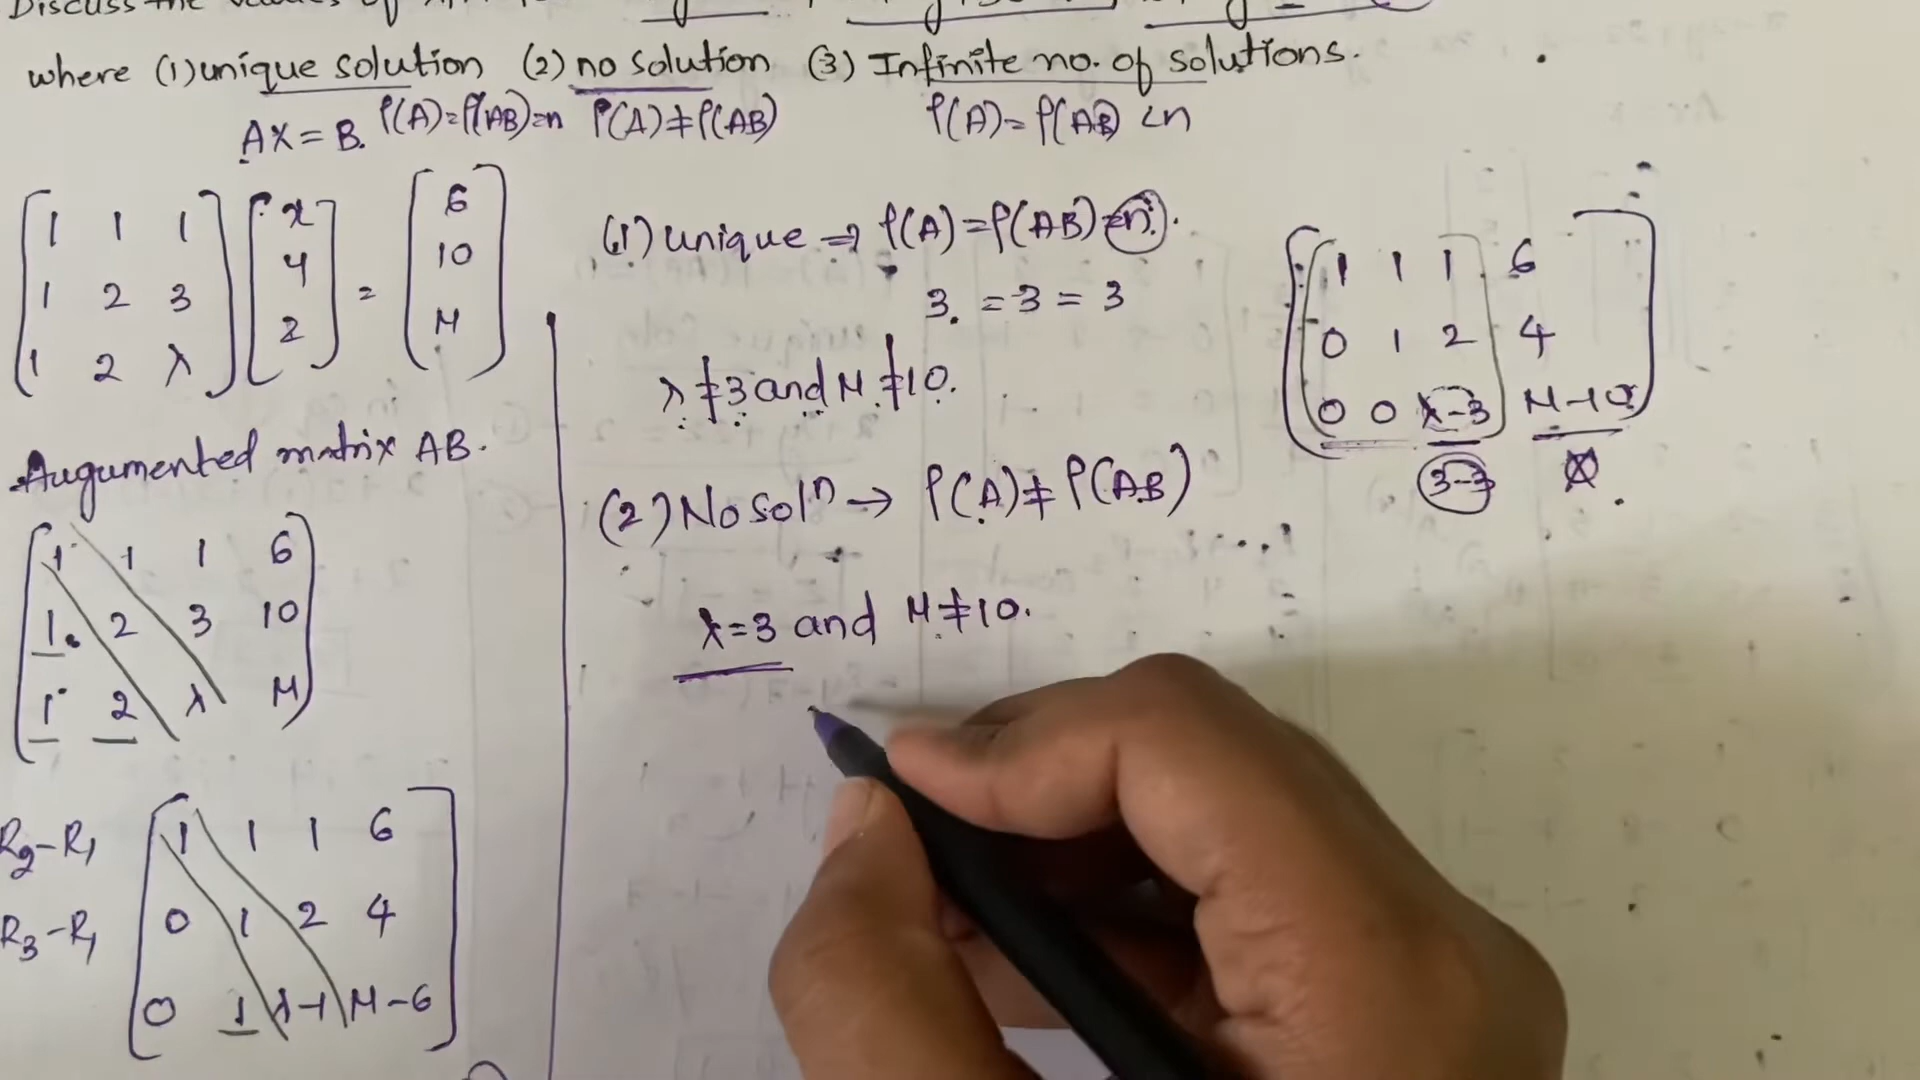 Discuss the values of
where (1) unique solution (2) no solution (3) Infinite no. of solutions.
AX = B. ρ(A)=ρ(AB)=n ρ(A)≠ρ(AB) ρ(A)=ρ(AB) <n
1 1 1 x 6
1 2 3 y = 10
1 2 λ z μ
Augumented matrix AB.
1 1 1 6
1 2 3 10
1 2 λ μ
R2-R1 1 1 1 6
R3-R1 0 1 2 4
0 1 λ-1 μ-6
(1) unique ⇒ ρ(A)=ρ(AB)=n.
3. =3 = 3
λ≠3 and μ≠10.
(2) No solⁿ → ρ(A)≠ρ(AB)
λ=3 and μ≠10.
1 1 1 6
0 1 2 4
0 0 λ-3 μ-10
3-3